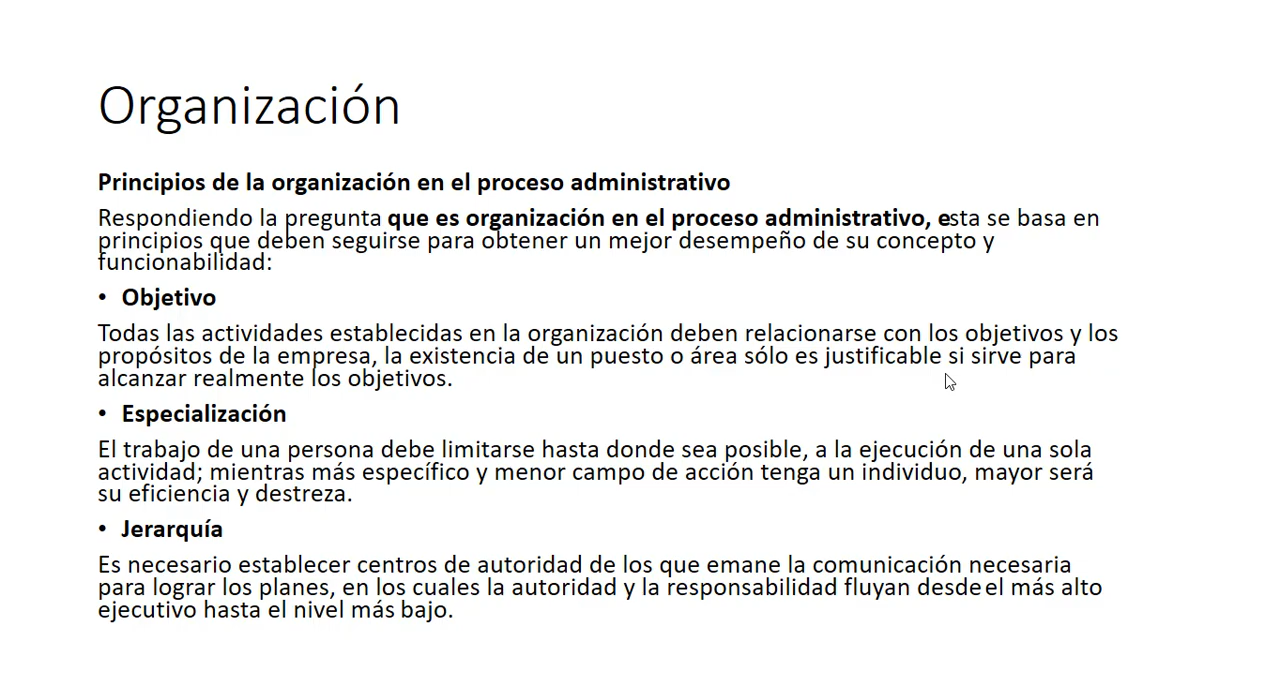 Organización
Principios de la organización en el proceso administrativo
Respondiendo la pregunta que es organización en el proceso administrativo, esta se basa en
principios que deben seguirse para obtener un mejor desempeño de su concepto y
funcionabilidad:
• Objetivo
Todas las actividades establecidas en la organización deben relacionarse con los objetivos y los
propósitos de la empresa, la existencia de un puesto o área sólo es justificable si sirve para
alcanzar realmente los objetivos.
• Especialización
El trabajo de una persona debe limitarse hasta donde sea posible, a la ejecución de una sola
actividad; mientras más específico y menor campo de acción tenga un individuo, mayor será
su eficiencia y destreza.
• Jerarquía
Es necesario establecer centros de autoridad de los que emane la comunicación necesaria
para lograr los planes, en los cuales la autoridad y la responsabilidad fluyan desde el más alto
ejecutivo hasta el nivel más bajo.